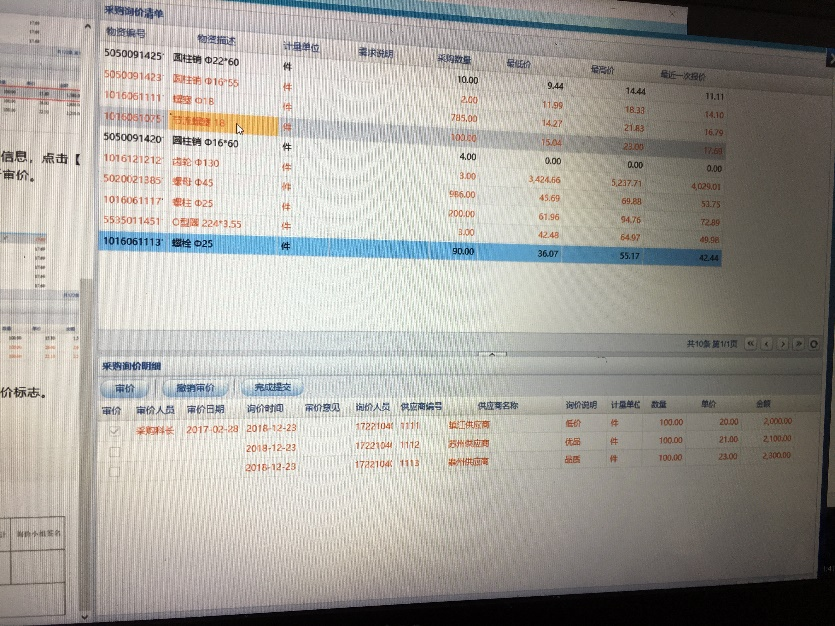 采购询价清单
物资编号 物资描述 计量单位 需求说明 采购数量 最低价 最高价 最近一次报价
5050091425 圆柱销 Φ22*60 件 10.00 9.44 14.44 11.11
5050091423 圆柱销 Φ16*55 件 2.00 11.99 18.33 14.10
1016061111 螺塞 Φ18 件 785.00 14.27 21.83 16.79
1016061075 18 件 100.00 15.04 23.00
5050091420 圆柱销 Φ16*60 件 4.00 0.00 0.00 0.00
1016121212 齿轮 Φ130 件 3.00 3,424.66 5,237.71 4,029.01
5020021385 螺母 Φ45 件 986.00 45.69 69.88 53.75
1016061117 螺柱 Φ25 件 200.00 61.96 94.76 72.89
5535011451 O型圈 224*3.55 件 3.00 42.48 64.97 49.98
1016061113 螺栓 Φ25 件 90.00 36.07 55.17 42.44
信息，点击【
审价。
共10条 第1/1页
采购询价明细
审价 撤销审价 完成提交
审价 审价人员 审价日期 询价时间 审价意见 询价人员 供应商编号 供应商名称 询价说明 计量单位 数量 单价 金额
采购科长 2017-02-28 2018-12-23 1722104 1111 镇江供应商 低价 件 100.00 20.00 2,000.00
2018-12-23 1722104 1112 苏州供应商 优品 件 100.00 21.00 2,100.00
2018-12-23 1722104 1113 供应商 品质 件 100.00 23.00 2,300.00
价标志。
询价小组签名